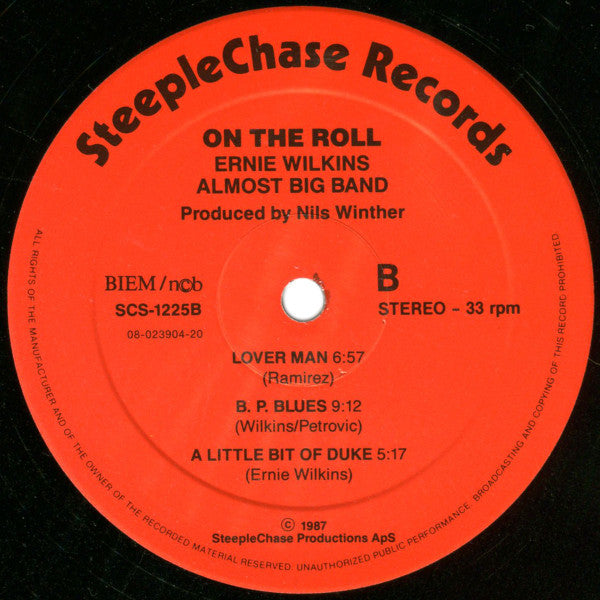 SteepleChase Records
ON THE ROLL
ERNIE WILKINS
ALMOST BIG BAND
Produced by Nils Winther
BIEM/ncb
B
SCS-1225B
STEREO - 33 rpm
08-023904-20
LOVER MAN 6:57
(Ramirez)
B. P. BLUES 9:12
(Wilkins/Petrovic)
A LITTLE BIT OF DUKE 5:17
(Ernie Wilkins)
© 1987
SteepleChase Productions ApS
ALL RIGHTS OF THE MANUFACTURER AND OF THE OWNER OF THE RECORDED MATERIAL RESERVED. UNAUTHORIZED PUBLIC PERFORMANCE, BROADCASTING AND COPYING OF THIS RECORD PROHIBITED.